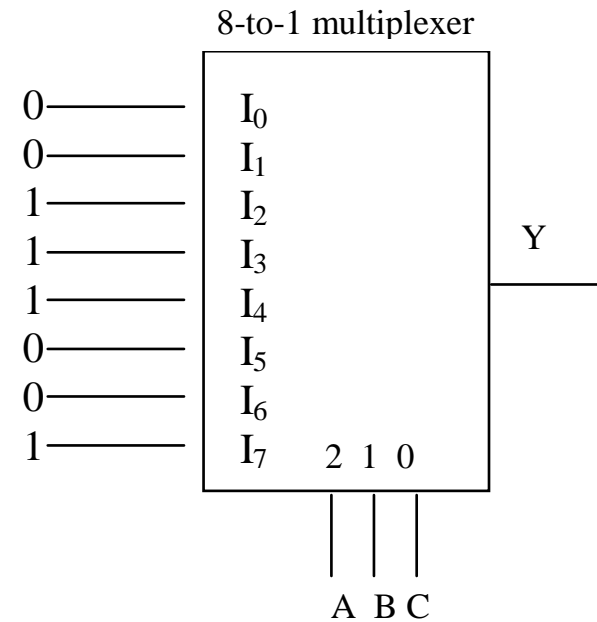 8-to-1 multiplexer
0 I₀
0 I₁
1 I₂
1 I₃
Y
1 I₄
0 I₅
0 I₆
1 I₇ 2 1 0
A B C